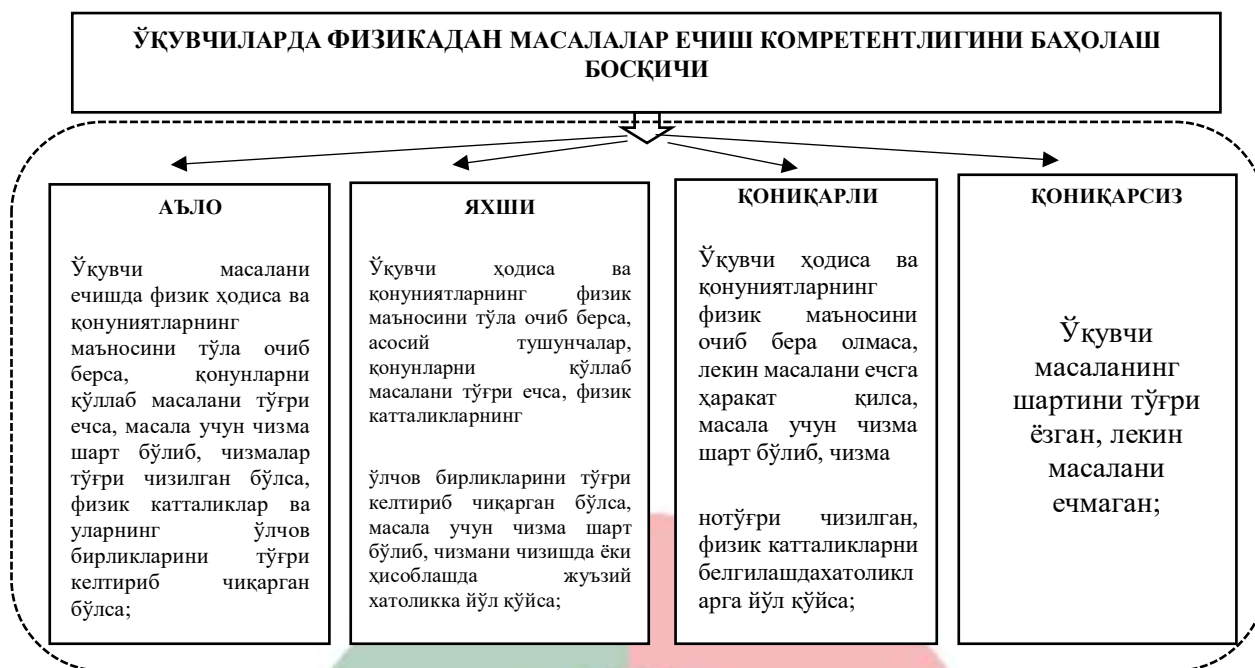 ЎҚУВЧИЛАРДА ФИЗИКАДАН МАСАЛАЛАР ЕЧИШ КОМРЕТЕНТЛИГИНИ БАҲОЛАШ
БОСҚИЧИ
АЪЛО
Ўқувчи масалани
ечишда физик ҳодиса ва
қонуниятларнинг
маъносини тўла очиб
берса, қонунларни
қўллаб масалани тўғри
ечса, масала учун чизма
шарт бўлиб, чизмалар
тўғри чизилган бўлса,
физик катталиклар ва
уларнинг ўлчов
бирликларини тўғри
келтириб чиқарган
бўлса;
ЯХШИ
Ўқувчи ҳодиса ва
қонуниятларнинг физик
маъносини тўла очиб берса,
асосий тушунчалар,
қонунларни қўллаб
масалани тўғри ечса, физик
катталикларнинг
ўлчов бирликларини тўғри
келтириб чиқарган бўлса,
масала учун чизма шарт
бўлиб, чизмани чизишда ёки
ҳисоблашда жуъзий
хатоликка йўл қўйса;
ҚОНИҚАРЛИ
Ўқувчи ҳодиса ва
қонуниятларнинг
физик маъносини
очиб бера олмаса,
лекин масалани ечсга
ҳаракат қилса,
масала учун чизма
шарт бўлиб, чизма
нотўғри чизилган,
физик катталикларни
белгилашдахатоликл
арга йўл қўйса;
ҚОНИҚАРСИЗ
Ўқувчи
масаланинг
шартини тўғри
ёзган, лекин
масалани
ечмаган;